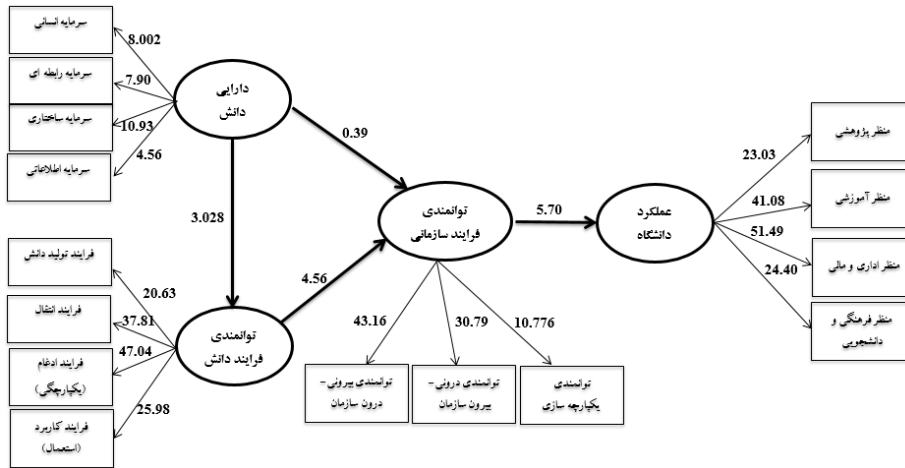 سرمایه انسانی
سرمایه رابطه ای
سرمایه ساختاری
سرمایه اطلاعاتی
8.002
7.90
10.93
4.56
دارایی
دانش
0.39
3.028
فرایند تولید دانش
فرایند انتقال
فرایند ادغام
(یکپارچگی)
فرایند کاربرد
(استعمال)
20.63
37.81
47.04
25.98
توانمندی
فرایند دانش
4.56
توانمندی
فرایند سازمانی
5.70
43.16
30.79
10.776
توانمندی بیرونی-
درون سازمان
توانمندی درونی-
بیرون سازمان
توانمندی
یکپارچه سازی
عملکرد
دانشگاه
23.03
41.08
51.49
24.40
منظر پژوهشی
منظر آموزشی
منظر اداری و مالی
منظر فرهنگی و
دانشجویی